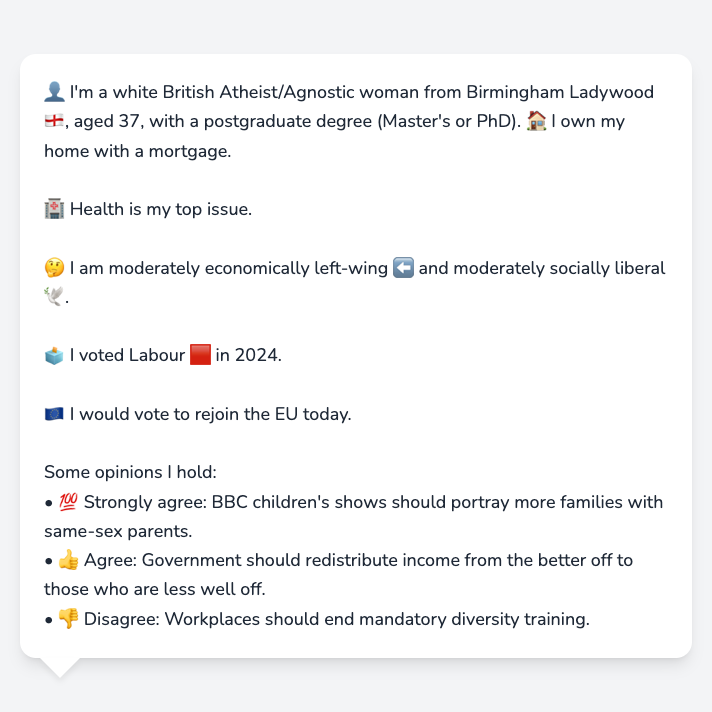 👤 I'm a white British Atheist/Agnostic woman from Birmingham Ladywood
🏴󠁧󠁢󠁥󠁮󠁧󠁿, aged 37, with a postgraduate degree (Master's or PhD). 🏠 I own my
home with a mortgage.
🏥 Health is my top issue.
🤔 I am moderately economically left-wing ⬅️ and moderately socially liberal
🕊️.
🗳️ I voted Labour 🟥 in 2024.
🇪🇺 I would vote to rejoin the EU today.
Some opinions I hold:
• 💯 Strongly agree: BBC children's shows should portray more families with
same-sex parents.
• 👍 Agree: Government should redistribute income from the better off to
those who are less well off.
• 👎 Disagree: Workplaces should end mandatory diversity training.